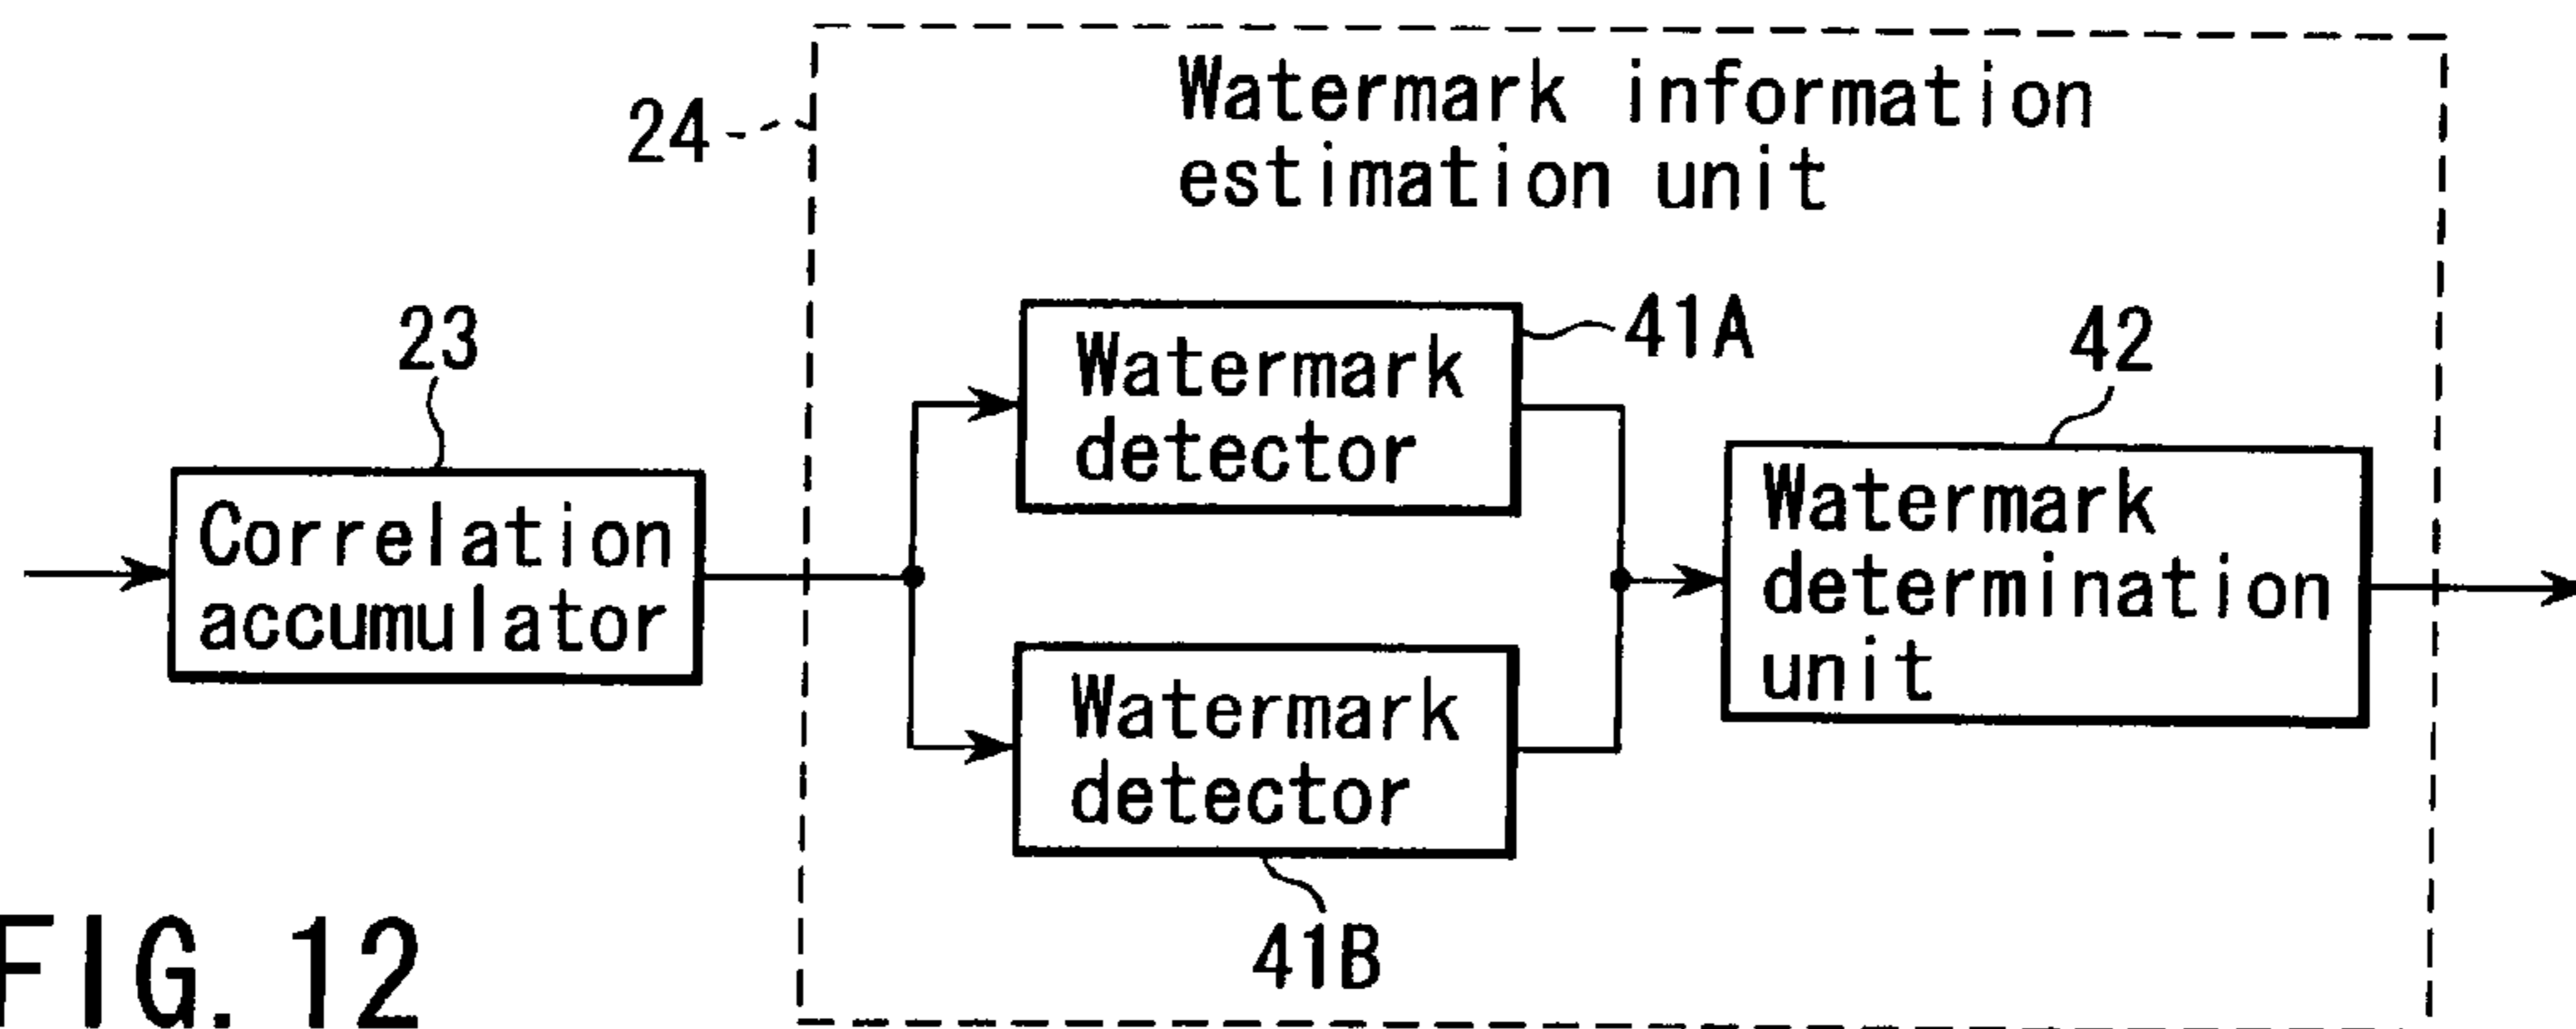 Watermark information
estimation unit
24
23
Correlation
accumulator
41A
Watermark
detector
Watermark
detector
41B
42
Watermark
determination
unit
FIG. 12